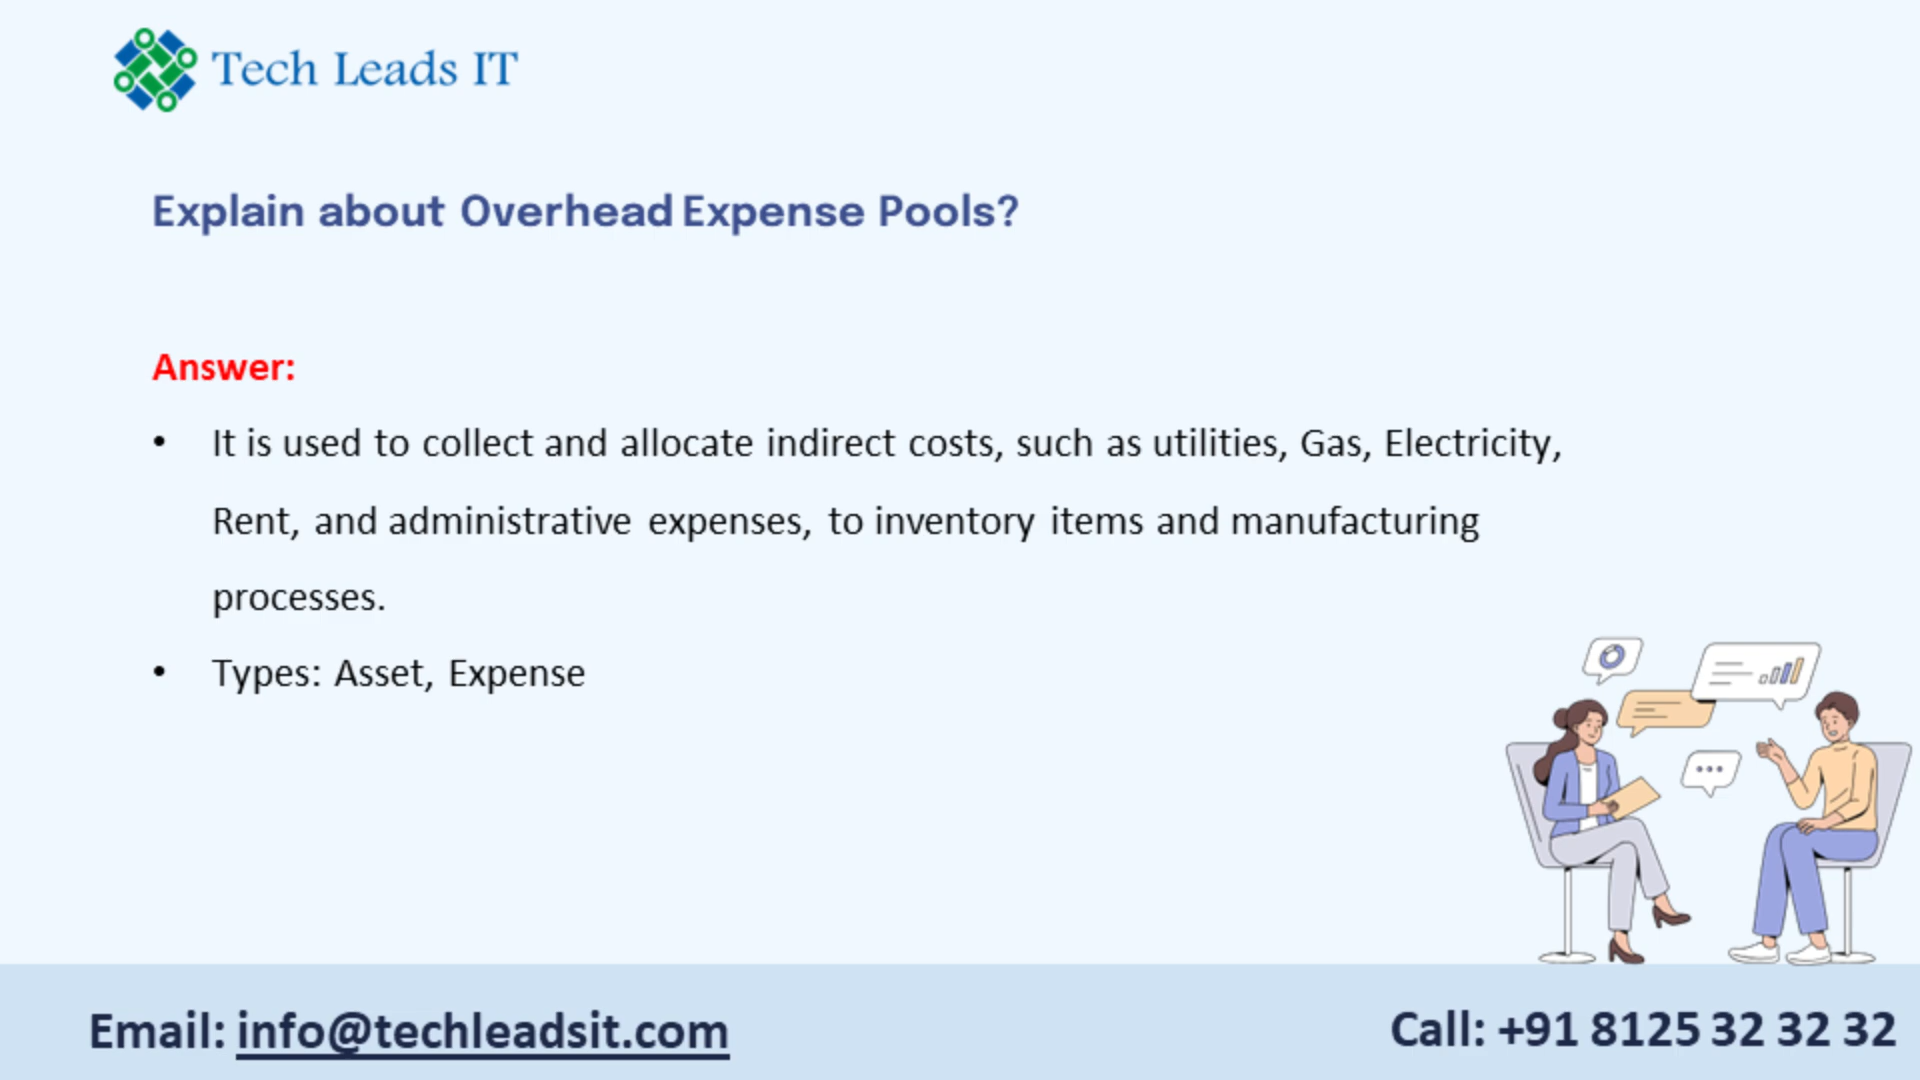 Tech Leads IT
Explain about Overhead Expense Pools?
Answer:
• It is used to collect and allocate indirect costs, such as utilities, Gas, Electricity,
Rent, and administrative expenses, to inventory items and manufacturing
processes.
• Types: Asset, Expense
Email: info@techleadsit.com
Call: +91 8125 32 32 32